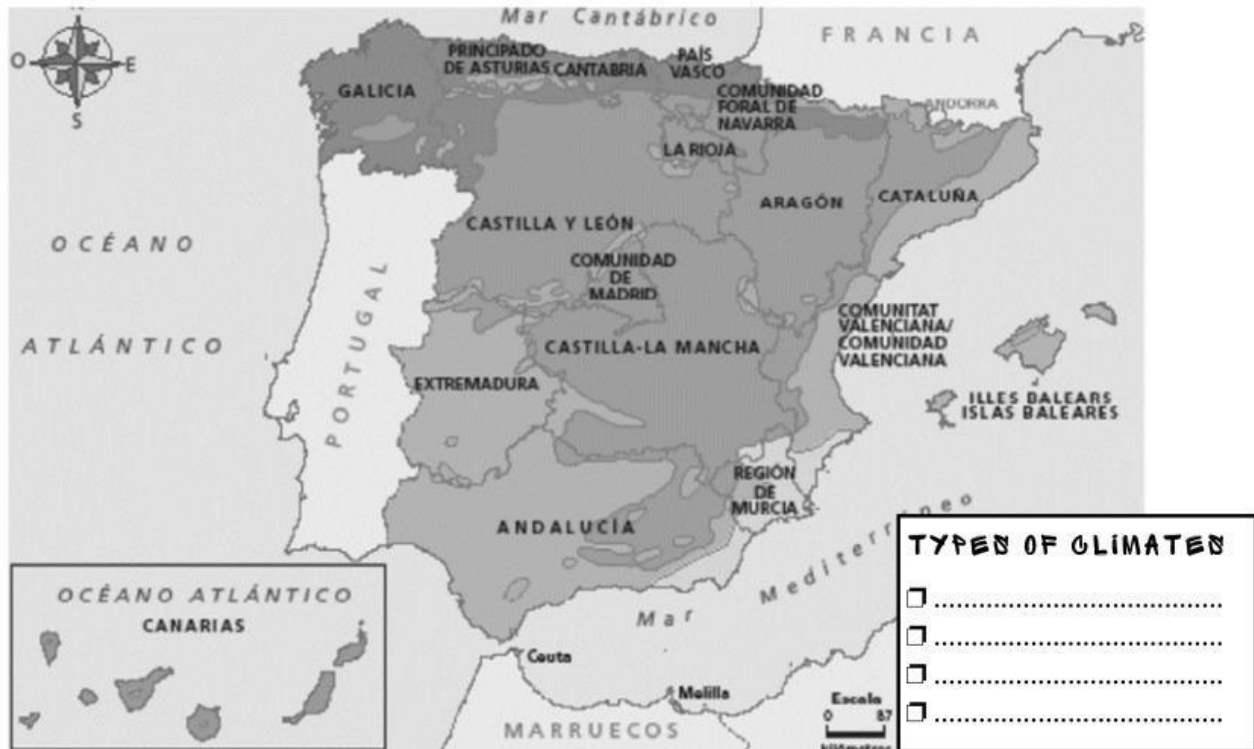 Mar Cantábrico
FRANCIA
O
E
S
PRINCIPADO
DE ASTURIAS
CANTABRIA
PAÍS
VASCO
GALICIA
COMUNIDAD
FORAL DE
NAVARRA
ANDORRA
LA RIOJA
CASTILLA Y LEÓN
ARAGÓN
CATALUÑA
OCÉANO
ATLÁNTICO
PORTUGAL
COMUNIDAD
DE
MADRID
COMUNITAT
VALENCIANA/
COMUNIDAD
VALENCIANA
CASTILLA-LA MANCHA
EXTREMADURA
ILLES BALEARS
ISLAS BALEARES
REGIÓN
DE
MURCIA
ANDALUCÍA
Mar Mediterráneo
OCÉANO ATLÁNTICO
CANARIAS
Ceuta
Melilla
MARRUECOS
Escala
0 87
kilómetros
TYPES OF CLIMATES
....................................
....................................
....................................
....................................